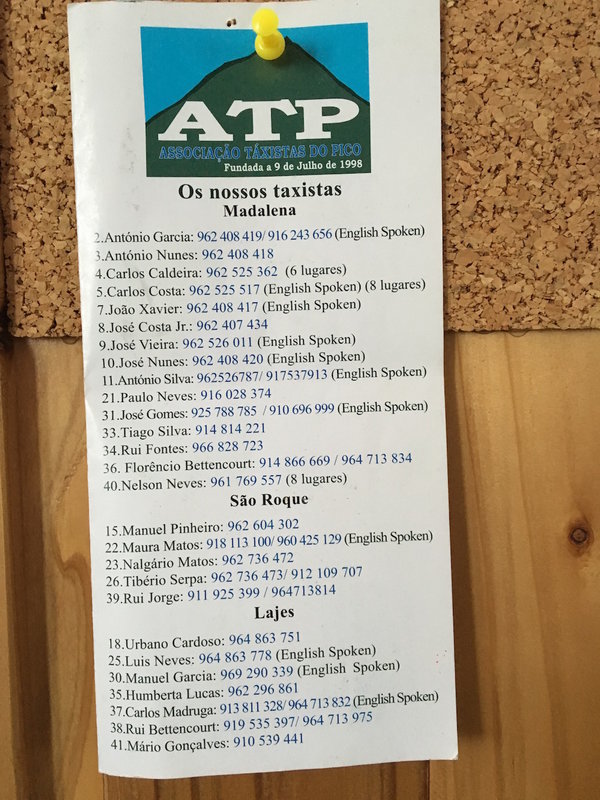 ATP
ASSOCIAÇÃO TÁXISTAS DO PICO
Fundada a 9 de Julho de 1998
Os nossos taxistas
Madalena
2.António Garcia: 962 408 419/ 916 243 656 (English Spoken)
3.António Nunes: 962 408 418
4.Carlos Caldeira: 962 525 362 (6 lugares)
5.Carlos Costa: 962 525 517 (English Spoken) (8 lugares)
7.João Xavier: 962 408 417 (English Spoken)
8.José Costa Jr.: 962 407 434
9.José Vieira: 962 526 011 (English Spoken)
10.José Nunes: 962 408 420 (English Spoken)
11.António Silva: 962526787/ 917537913 (English Spoken)
21.Paulo Neves: 916 028 374
31.José Gomes: 925 788 785 / 910 696 999 (English Spoken)
33.Tiago Silva: 914 814 221
34.Rui Fontes: 966 828 723
36. Florêncio Bettencourt: 914 866 669 / 964 713 834
40.Nelson Neves: 961 769 557 (8 lugares)
São Roque
15.Manuel Pinheiro: 962 604 302
22.Maura Matos: 918 113 100/ 960 425 129 (English Spoken)
23.Nalgário Matos: 962 736 472
26.Tibério Serpa: 962 736 473/ 912 109 707
39.Rui Jorge: 911 925 399 / 964713814
Lajes
18.Urbano Cardoso: 964 863 751
25.Luis Neves: 964 863 778 (English Spoken)
30.Manuel Garcia: 969 290 339 (English Spoken)
35.Humberta Lucas: 962 296 861
37.Carlos Madruga: 913 811 328/ 964 713 832 (English Spoken)
38.Rui Bettencourt: 919 535 397/ 964 713 975
41.Mário Gonçalves: 910 539 441